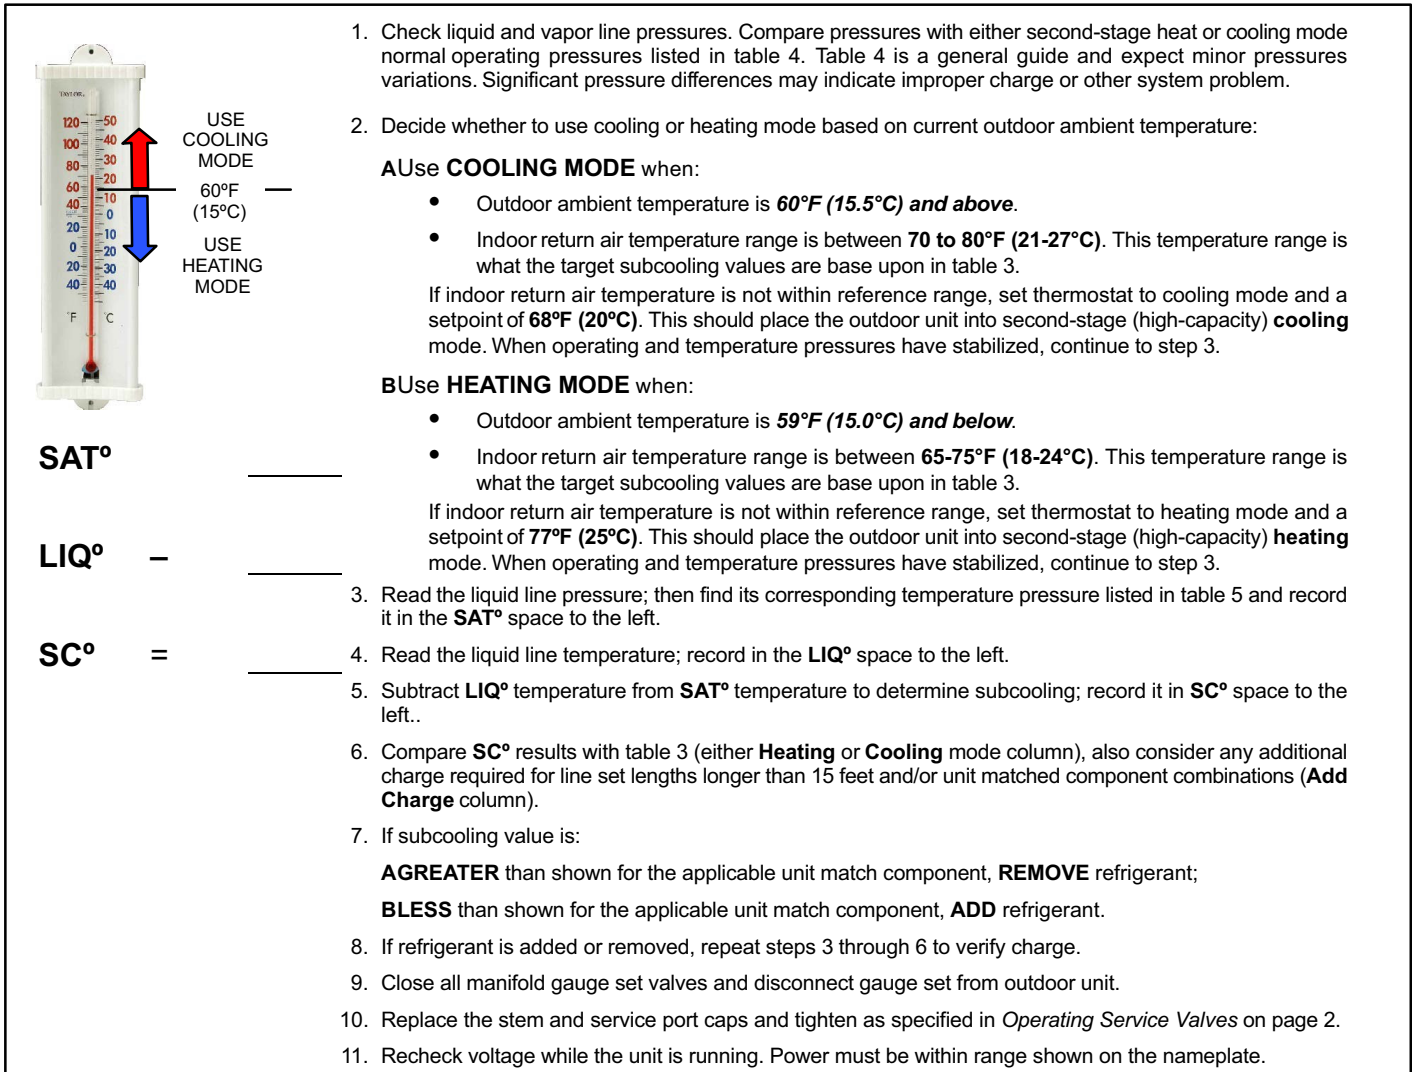 1. Check liquid and vapor line pressures. Compare pressures with either second-stage heat or cooling mode
normal operating pressures listed in table 4. Table 4 is a general guide and expect minor pressures
variations. Significant pressure differences may indicate improper charge or other system problem.
TAYLOR
120 50
100 40
80 30
60 20
40 10
20 0
0 10
20 20
40 30
40
°F °C
USE
COOLING
MODE
60ºF
(15ºC)
USE
HEATING
MODE
2. Decide whether to use cooling or heating mode based on current outdoor ambient temperature:
AUse COOLING MODE when:
• Outdoor ambient temperature is 60°F (15.5°C) and above.
• Indoor return air temperature range is between 70 to 80°F (21-27°C). This temperature range is
what the target subcooling values are base upon in table 3.
If indoor return air temperature is not within reference range, set thermostat to cooling mode and a
setpoint of 68ºF (20ºC). This should place the outdoor unit into second-stage (high-capacity) cooling
mode. When operating and temperature pressures have stabilized, continue to step 3.
BUse HEATING MODE when:
• Outdoor ambient temperature is 59°F (15.0°C) and below.
• Indoor return air temperature range is between 65-75°F (18-24°C). This temperature range is
what the target subcooling values are base upon in table 3.
If indoor return air temperature is not within reference range, set thermostat to heating mode and a
setpoint of 77ºF (25ºC). This should place the outdoor unit into second-stage (high-capacity) heating
mode. When operating and temperature pressures have stabilized, continue to step 3.
SATº
LIQº –
SCº =
3. Read the liquid line pressure; then find its corresponding temperature pressure listed in table 5 and record
it in the SATº space to the left.
4. Read the liquid line temperature; record in the LIQº space to the left.
5. Subtract LIQº temperature from SATº temperature to determine subcooling; record it in SCº space to the
left..
6. Compare SCº results with table 3 (either Heating or Cooling mode column), also consider any additional
charge required for line set lengths longer than 15 feet and/or unit matched component combinations (Add
Charge column).
7. If subcooling value is:
AGREATER than shown for the applicable unit match component, REMOVE refrigerant;
BLESS than shown for the applicable unit match component, ADD refrigerant.
8. If refrigerant is added or removed, repeat steps 3 through 6 to verify charge.
9. Close all manifold gauge set valves and disconnect gauge set from outdoor unit.
10. Replace the stem and service port caps and tighten as specified in Operating Service Valves on page 2.
11. Recheck voltage while the unit is running. Power must be within range shown on the nameplate.